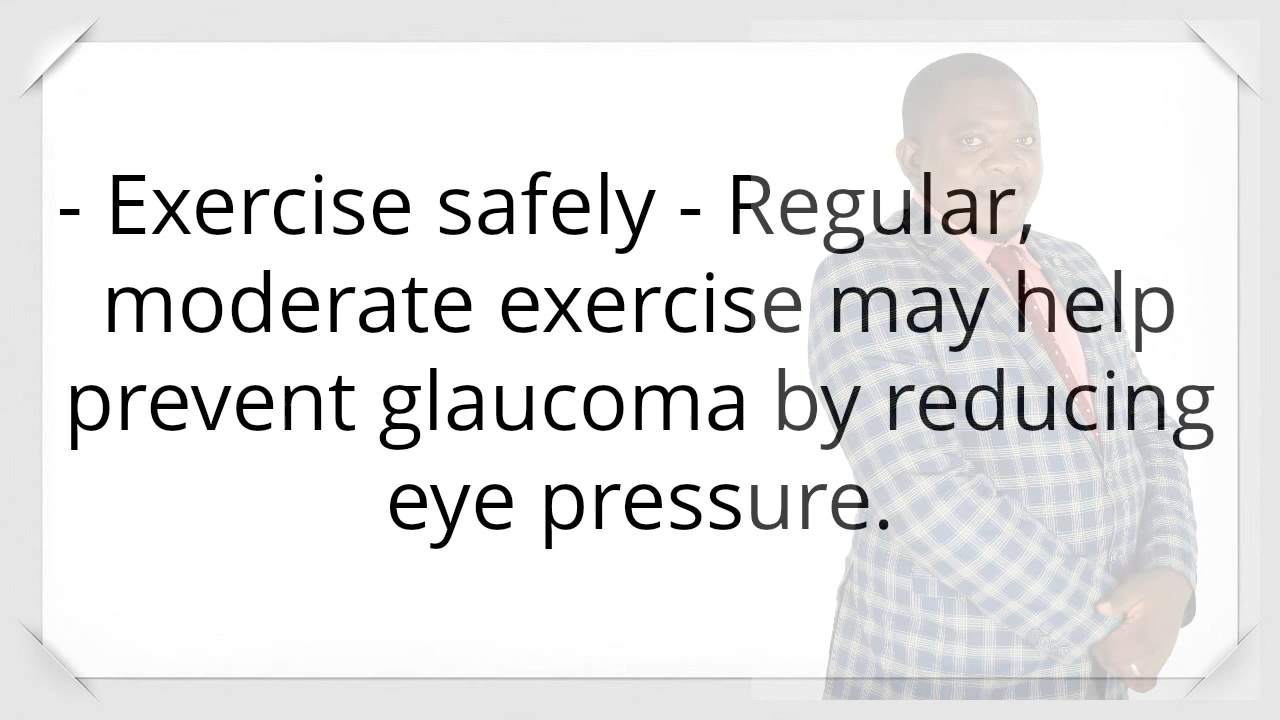 - Exercise safely - Regular,
moderate exercise may help
prevent glaucoma by reducing
eye pressure.